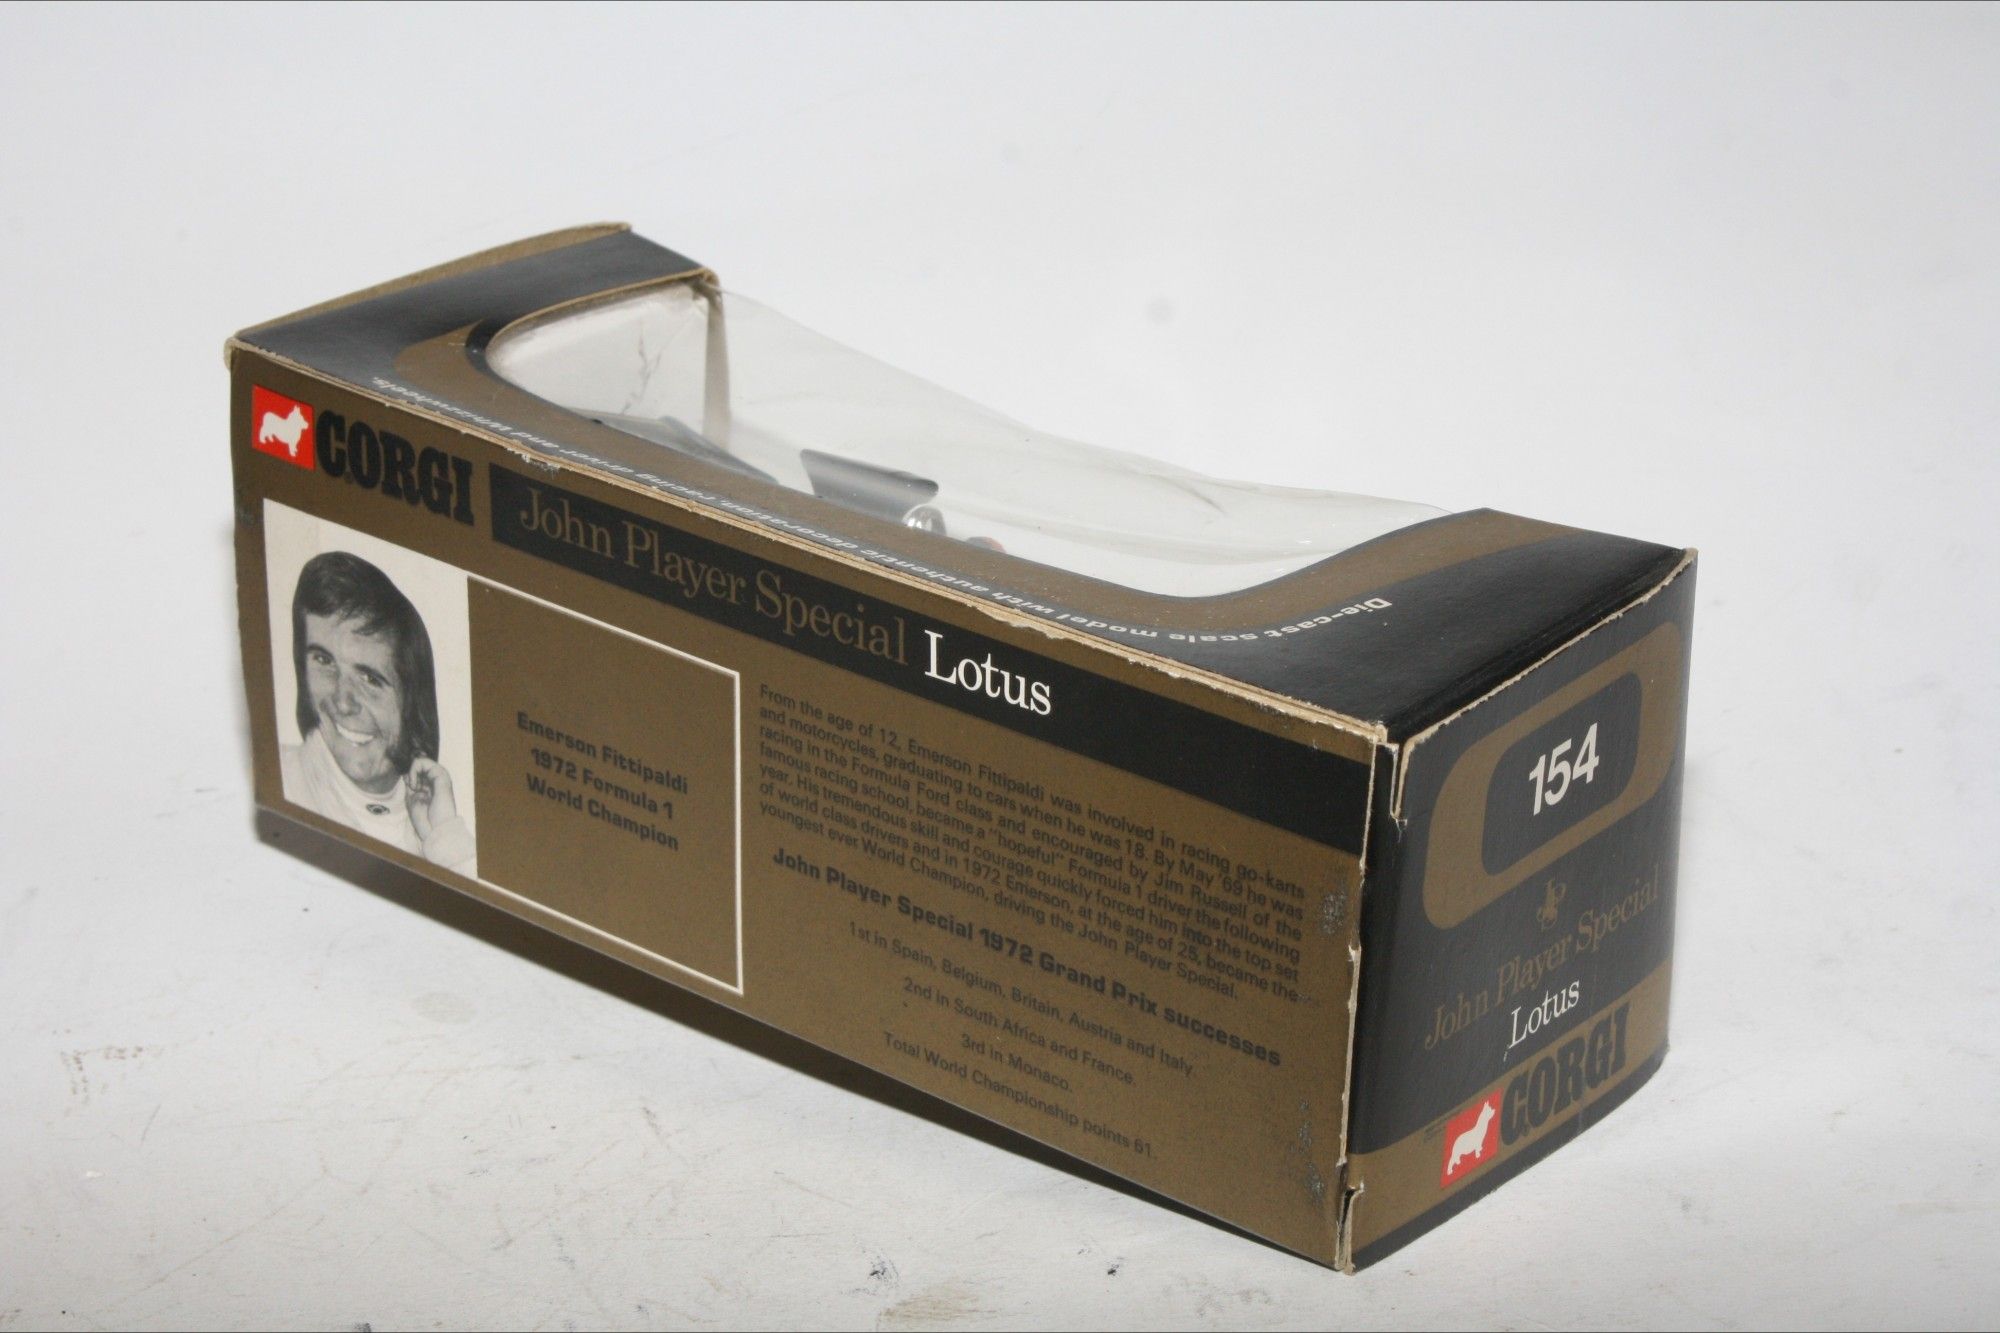 Die-cast scale model with authentic decoration, racing driver and Whizzwheels.
CORGI
John Player Special Lotus
Emerson Fittipaldi
1972 Formula 1
World Champion
From the age of 12, Emerson Fittipaldi was involved in racing go-karts
and motorcycles, graduating to cars when he was 18. By May '69 he was
racing in the Formula Ford class and encouraged by Jim Russell of the
famous racing school, became a "hopeful" Formula 1 driver the following
year. His tremendous skill and courage quickly forced him into the top set
of world class drivers and in 1972 Emerson, at the age of 25, became the
youngest ever World Champion, driving the John Player Special.
John Player Special 1972 Grand Prix successes
1st in Spain, Belgium, Britain, Austria and Italy.
2nd in South Africa and France.
3rd in Monaco.
Total World Championship points 61.
154
JPS
John Player Special
Lotus
CORGI